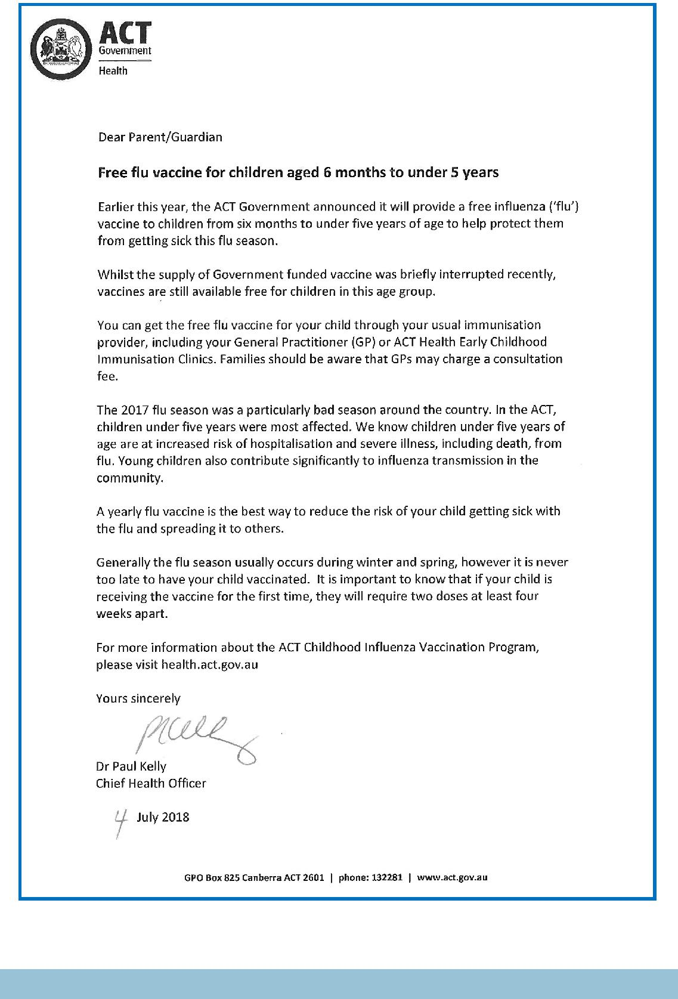 ACT
Government
Health
Dear Parent/Guardian
Free flu vaccine for children aged 6 months to under 5 years
Earlier this year, the ACT Government announced it will provide a free influenza (‘flu’)
vaccine to children from six months to under five years of age to help protect them
from getting sick this flu season.
Whilst the supply of Government funded vaccine was briefly interrupted recently,
vaccines are still available free for children in this age group.
You can get the free flu vaccine for your child through your usual immunisation
provider, including your General Practitioner (GP) or ACT Health Early Childhood
Immunisation Clinics. Families should be aware that GPs may charge a consultation
fee.
The 2017 flu season was a particularly bad season around the country. In the ACT,
children under five years were most affected. We know children under five years of
age are at increased risk of hospitalisation and severe illness, including death, from
flu. Young children also contribute significantly to influenza transmission in the
community.
A yearly flu vaccine is the best way to reduce the risk of your child getting sick with
the flu and spreading it to others.
Generally the flu season usually occurs during winter and spring, however it is never
too late to have your child vaccinated.  It is important to know that if your child is
receiving the vaccine for the first time, they will require two doses at least four
weeks apart.
For more information about the ACT Childhood Influenza Vaccination Program,
please visit health.act.gov.au
Yours sincerely
Dr Paul Kelly
Chief Health Officer
4 July 2018
GPO Box 825 Canberra ACT 2601 | phone: 132281 | www.act.gov.au